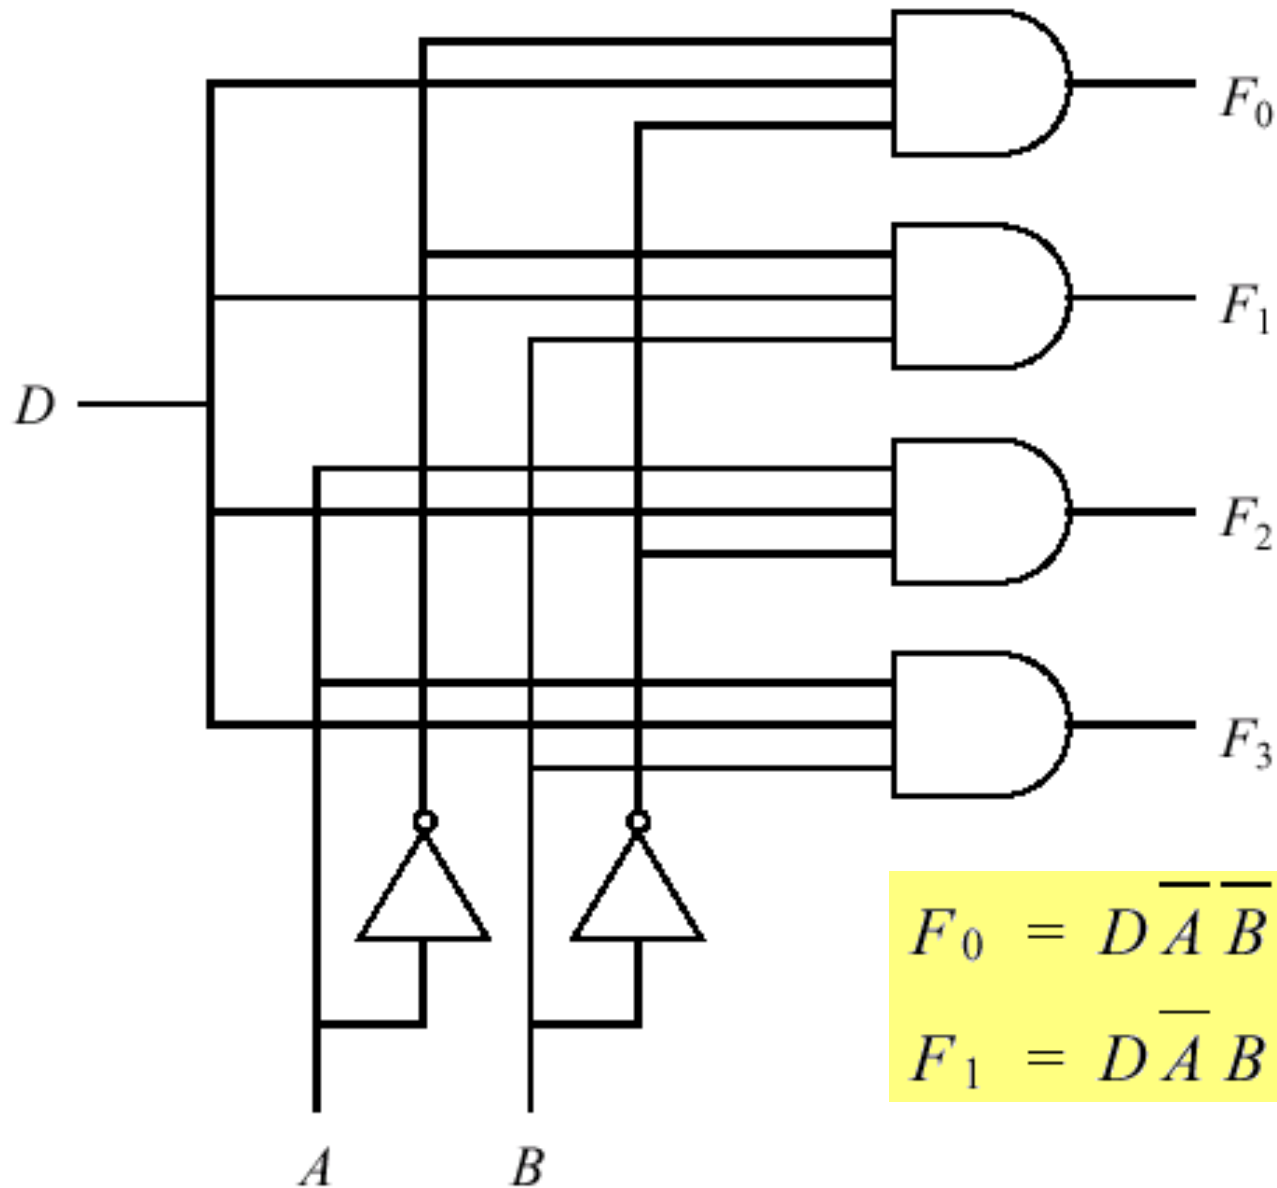 F₀
F₁
D
F₂
F₃
F₀ = D A̅ B̅
F₁ = D A̅ B
A B